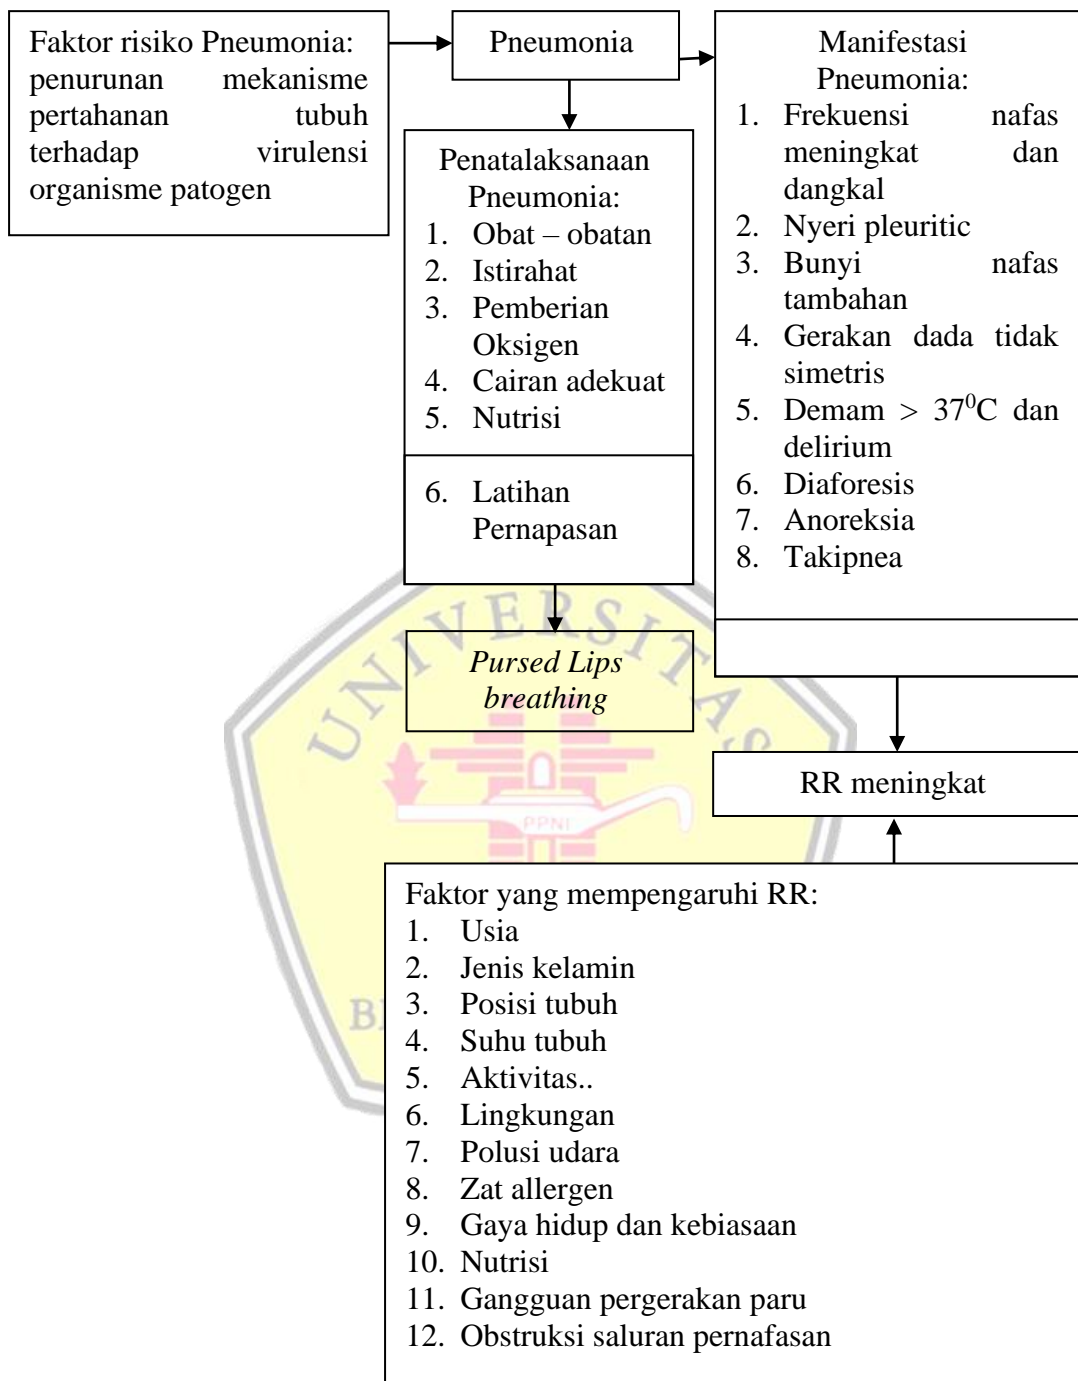 Faktor risiko Pneumonia:
penurunan mekanisme
pertahanan tubuh
terhadap virulensi
organisme patogen
Pneumonia
Penatalaksanaan
Pneumonia:
1. Obat – obatan
2. Istirahat
3. Pemberian
Oksigen
4. Cairan adekuat
5. Nutrisi
6. Latihan
Pernapasan
Pursed Lips
breathing
Manifestasi
Pneumonia:
1. Frekuensi nafas
meningkat dan
dangkal
2. Nyeri pleuritic
3. Bunyi nafas
tambahan
4. Gerakan dada tidak
simetris
5. Demam > 37⁰C dan
delirium
6. Diaforesis
7. Anoreksia
8. Takipnea
RR meningkat
Faktor yang mempengaruhi RR:
1. Usia
2. Jenis kelamin
3. Posisi tubuh
4. Suhu tubuh
5. Aktivitas..
6. Lingkungan
7. Polusi udara
8. Zat allergen
9. Gaya hidup dan kebiasaan
10. Nutrisi
11. Gangguan pergerakan paru
12. Obstruksi saluran pernafasan
UNIVERSITAS
PPNI